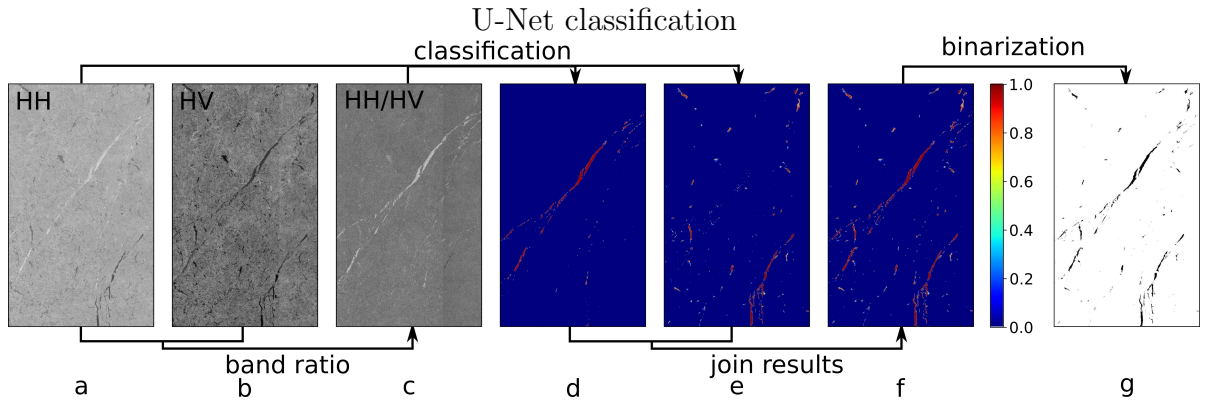 U-Net classification
classification
binarization
HH
HV
HH/HV
1.0
0.8
0.6
0.4
0.2
0.0
band ratio
join results
a
b
c
d
e
f
g